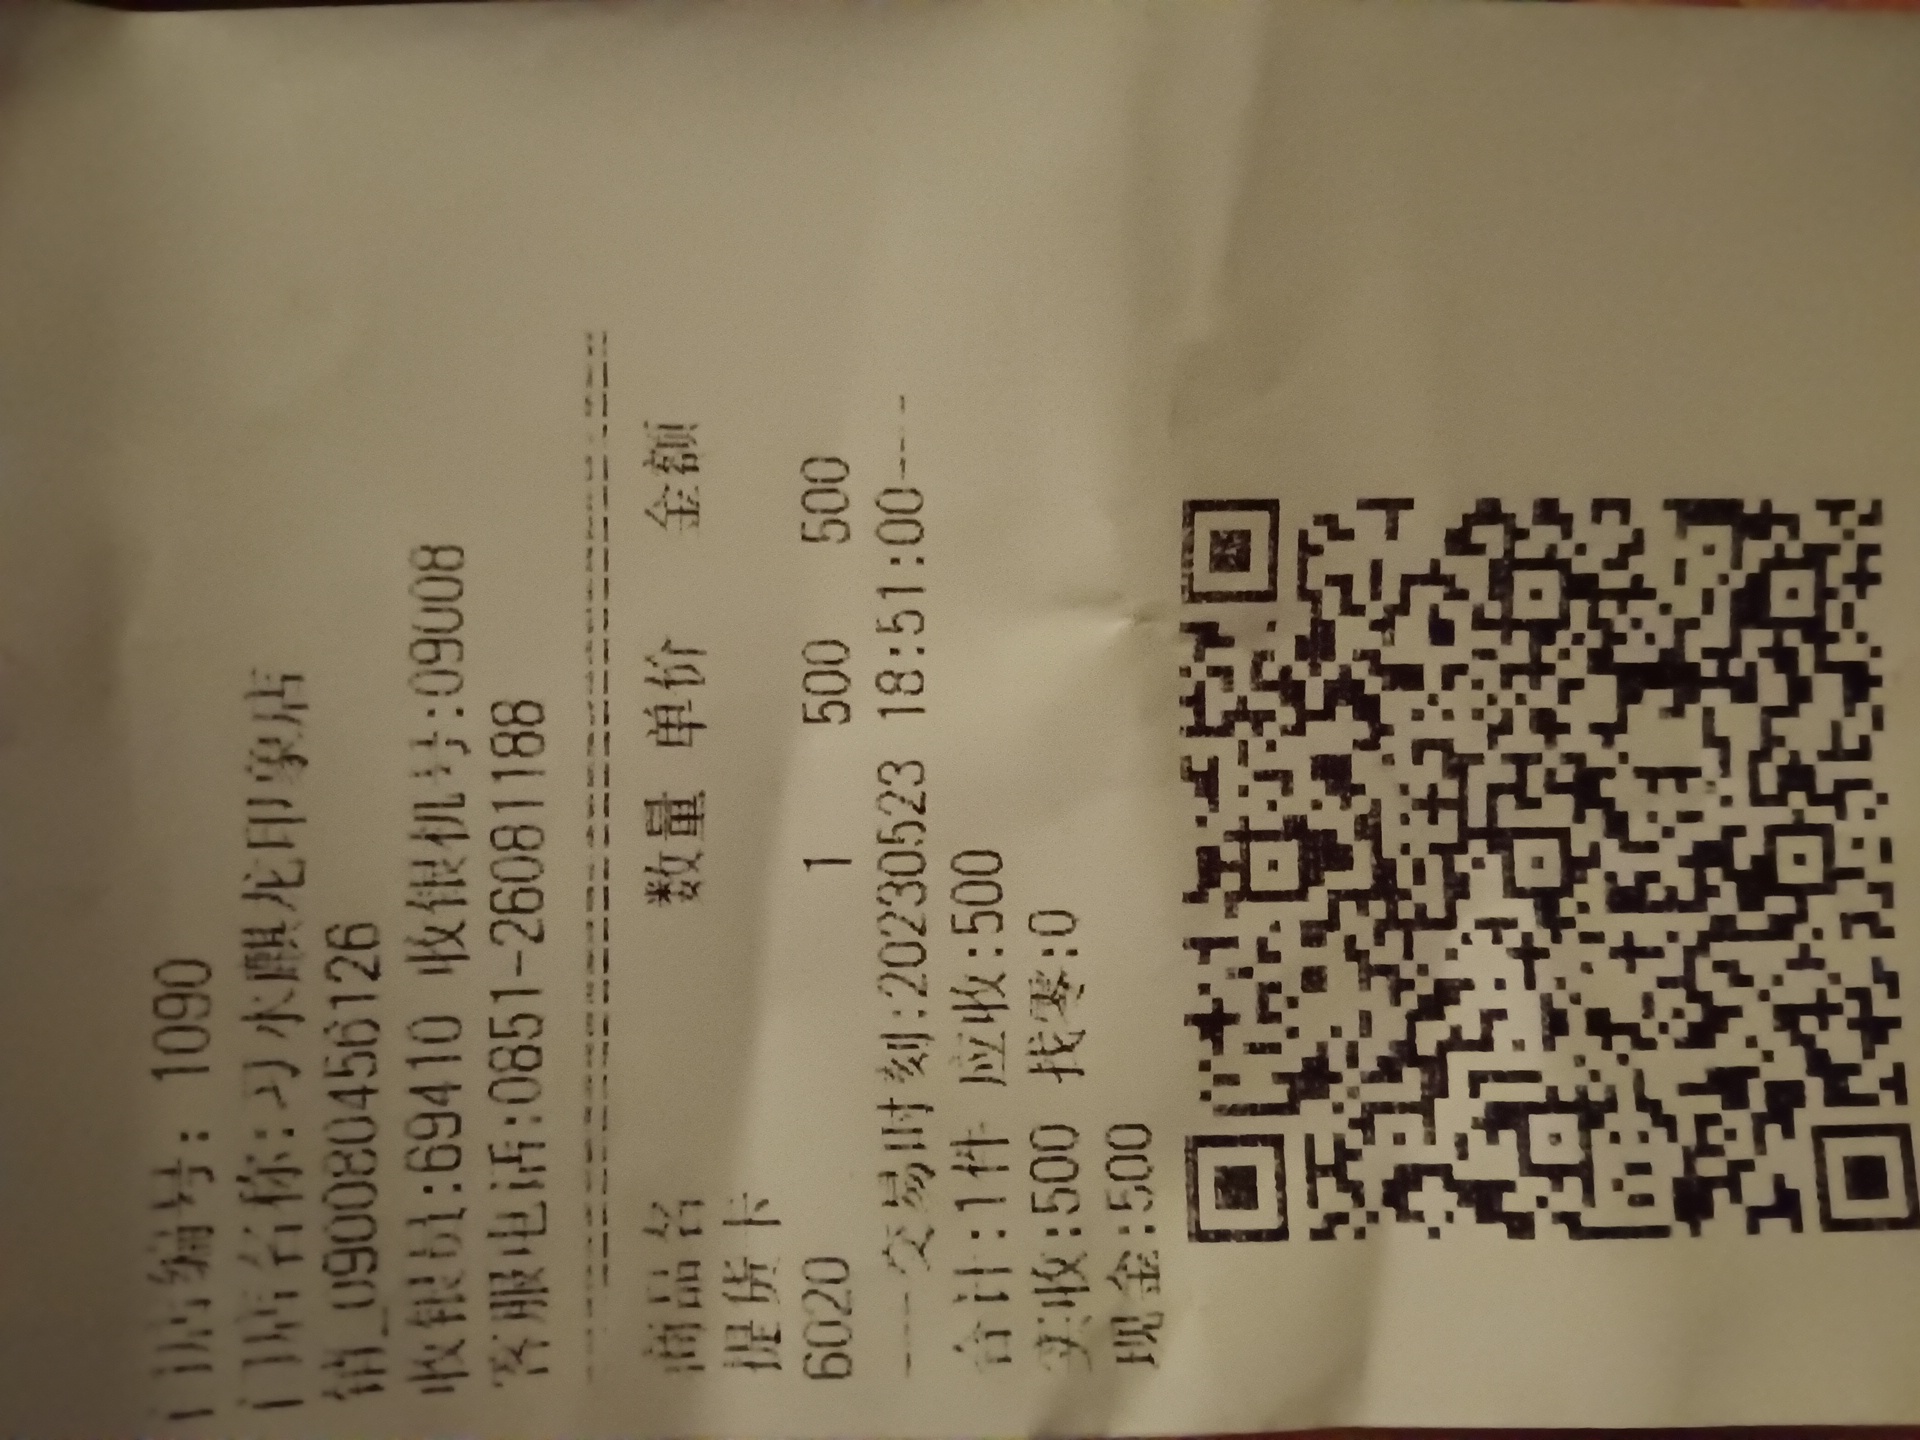 门店编号: 1090
门店名称:习水麒龙印象店
销_090080456126
收银员:69410 收银机号:09008
客服电话:0851-26081188
商品名 数量 单价 金额
提货卡
6020 1 500 500
----交易时刻:20230523 18:51:00----
合计:1件 应收:500
实收:500 找零:0
现金:500